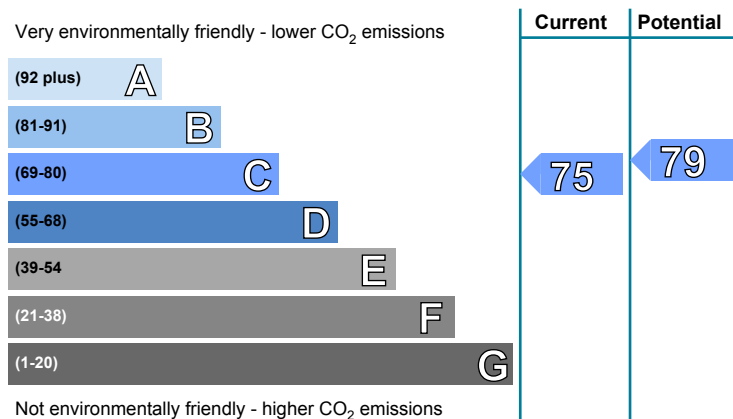 Current Potential
Very environmentally friendly - lower CO2 emissions
(92 plus) A
(81-91) B
(69-80) C
75 79
(55-68) D
(39-54 E
(21-38) F
(1-20) G
Not environmentally friendly - higher CO2 emissions